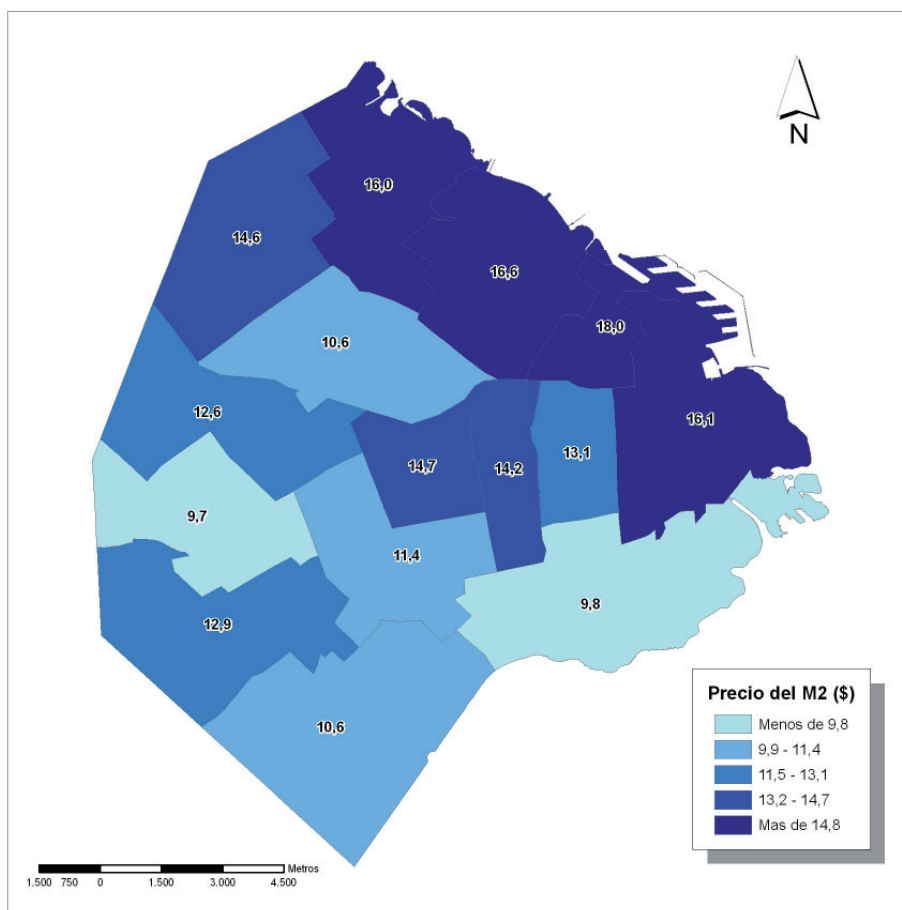 N
16,0
14,6
16,6
18,0
10,6
12,6
16,1
14,7
14,2
13,1
9,7
11,4
9,8
12,9
10,6
Precio del M2 ($)
Menos de 9,8
9,9 - 11,4
11,5 - 13,1
13,2 - 14,7
Mas de 14,8
Metros
1.500 750 0 1.500 3.000 4.500